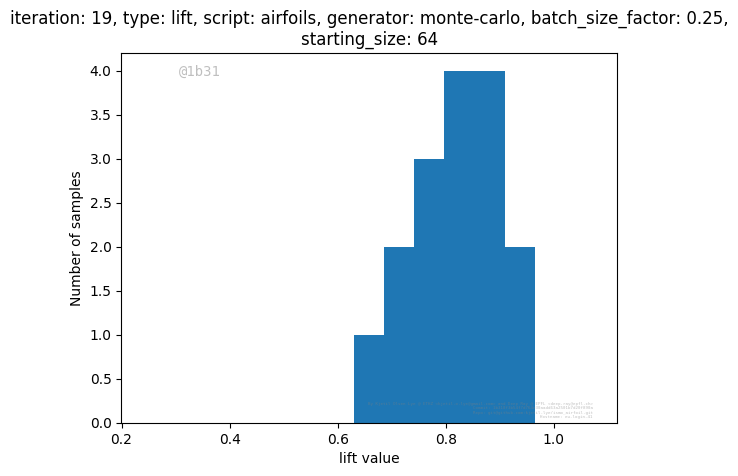 iteration: 19, type: lift, script: airfoils, generator: monte-carlo, batch_size_factor: 0.25,
starting_size: 64
@1b31
4.0
3.5
3.0
2.5
2.0
1.5
1.0
0.5
0.0
Number of samples
0.2 0.4 0.6 0.8 1.0
lift value